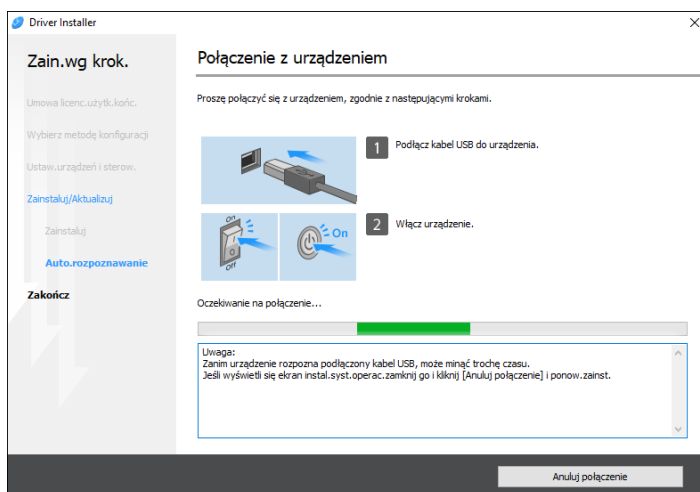 Driver Installer
Zain.wg krok.
Umowa licenc.użytk.końc.
Wybierz metodę konfiguracji
Ustaw.urządzeń i sterow.
Zainstaluj/Aktualizuj
Zainstaluj
Auto.rozpoznawanie
Zakończ
Połączenie z urządzeniem
Proszę połączyć się z urządzeniem, zgodnie z następującymi krokami.
1 Podłącz kabel USB do urządzenia.
On
Off
On
2 Włącz urządzenie.
Oczekiwanie na połączenie...
Uwaga:
Zanim urządzenie rozpozna podłączony kabel USB, może minąć trochę czasu.
Jeśli wyświetli się ekran instal.syst.operac.zamknij go i kliknij [Anuluj połączenie] i ponow.zainst.
Anuluj połączenie